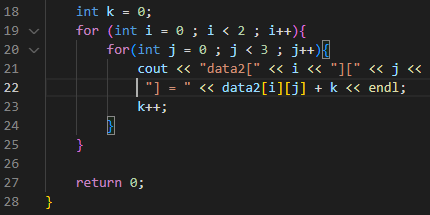 18 int k = 0;
19 for (int i = 0 ; i < 2 ; i++){
20 for(int j = 0 ; j < 3 ; j++){
21 cout << "data2[" << i << "][" << j <<
22 "] = " << data2[i][j] + k << endl;
23 k++;
24 }
25 }
26
27 return 0;
28 }